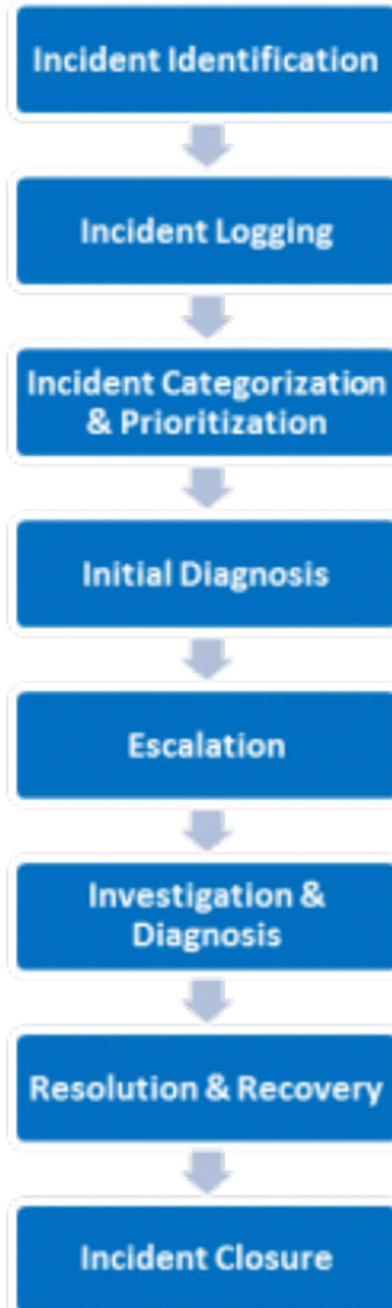 Incident Identification
Incident Logging
Incident Categorization
& Prioritization
Initial Diagnosis
Escalation
Investigation &
Diagnosis
Resolution & Recovery
Incident Closure